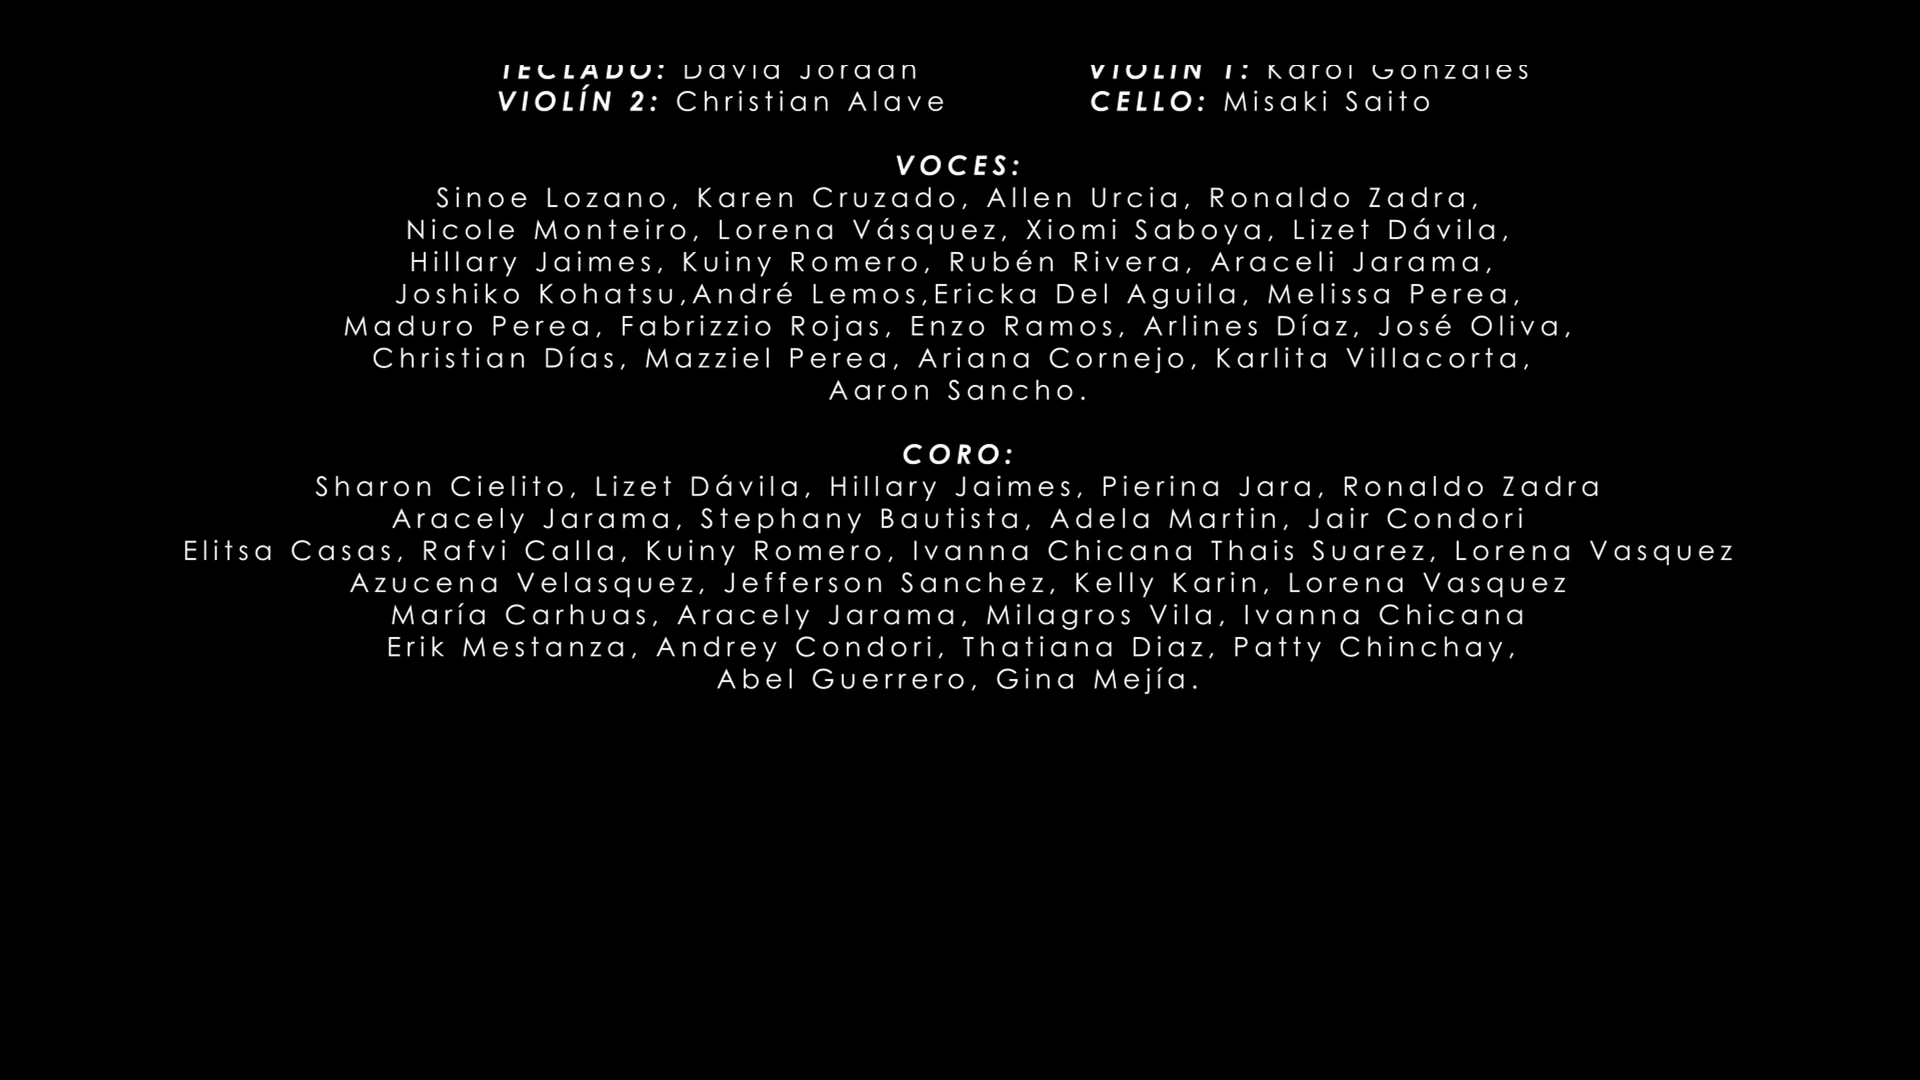 TECLADO: David Jordan VIOLÍN 1: Karol Gonzales
VIOLÍN 2: Christian Alave CELLO: Misaki Saito
VOCES:
Sinoe Lozano, Karen Cruzado, Allen Urcia, Ronaldo Zadra,
Nicole Monteiro, Lorena Vásquez, Xiomi Saboya, Lizet Dávila,
Hillary Jaimes, Kuiny Romero, Rubén Rivera, Araceli Jarama,
Joshiko Kohatsu,André Lemos,Ericka Del Aguila, Melissa Perea,
Maduro Perea, Fabrizzio Rojas, Enzo Ramos, Arlines Díaz, José Oliva,
Christian Días, Mazziel Perea, Ariana Cornejo, Karlita Villacorta,
Aaron Sancho.
CORO:
Sharon Cielito, Lizet Dávila, Hillary Jaimes, Pierina Jara, Ronaldo Zadra
Aracely Jarama, Stephany Bautista, Adela Martin, Jair Condori
Elitsa Casas, Rafvi Calla, Kuiny Romero, Ivanna Chicana Thais Suarez, Lorena Vasquez
Azucena Velasquez, Jefferson Sanchez, Kelly Karin, Lorena Vasquez
María Carhuas, Aracely Jarama, Milagros Vila, Ivanna Chicana
Erik Mestanza, Andrey Condori, Thatiana Diaz, Patty Chinchay,
Abel Guerrero, Gina Mejía.